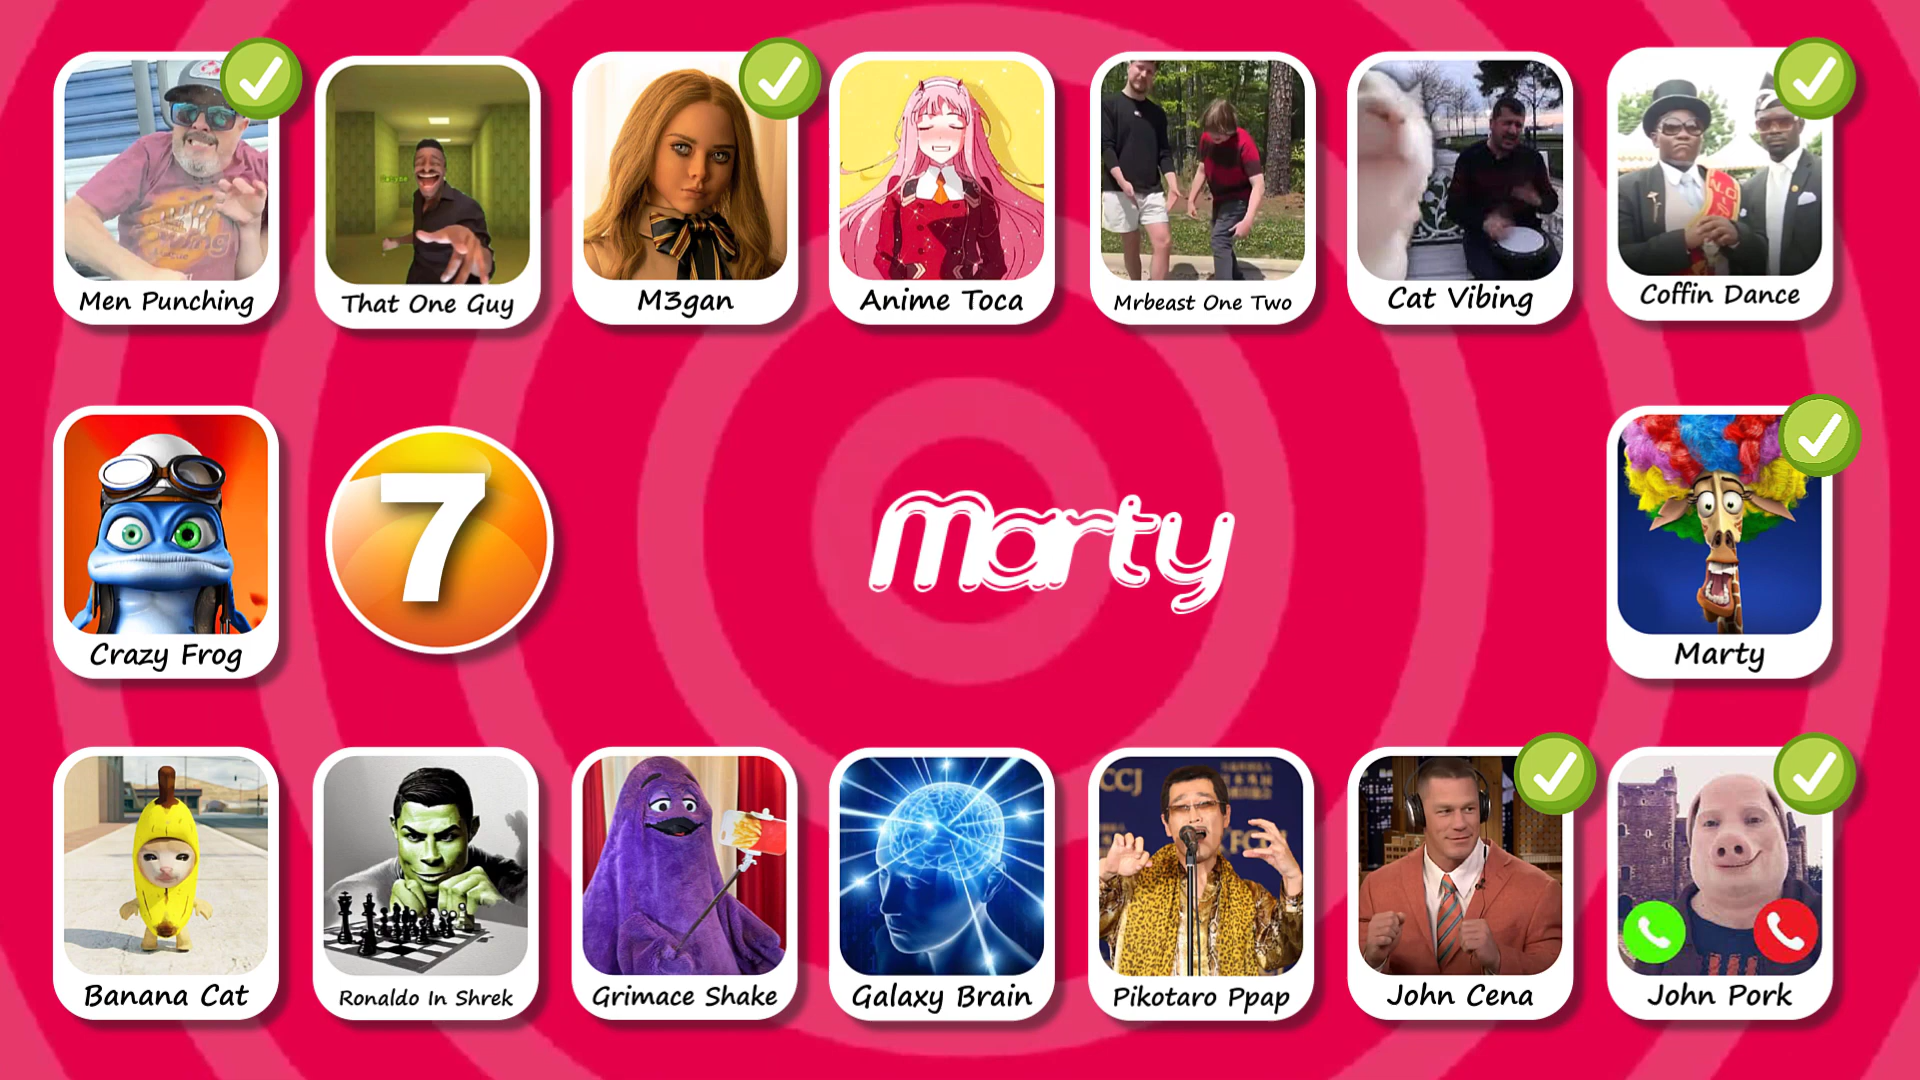 Men Punching
That One Guy
M3gan
Anime Toca
Mrbeast One Two
Cat Vibing
Coffin Dance
Crazy Frog
7
Marty
Marty
Banana Cat
Ronaldo In Shrek
Grimace Shake
Galaxy Brain
Pikotaro Ppap
John Cena
John Pork
CCJ